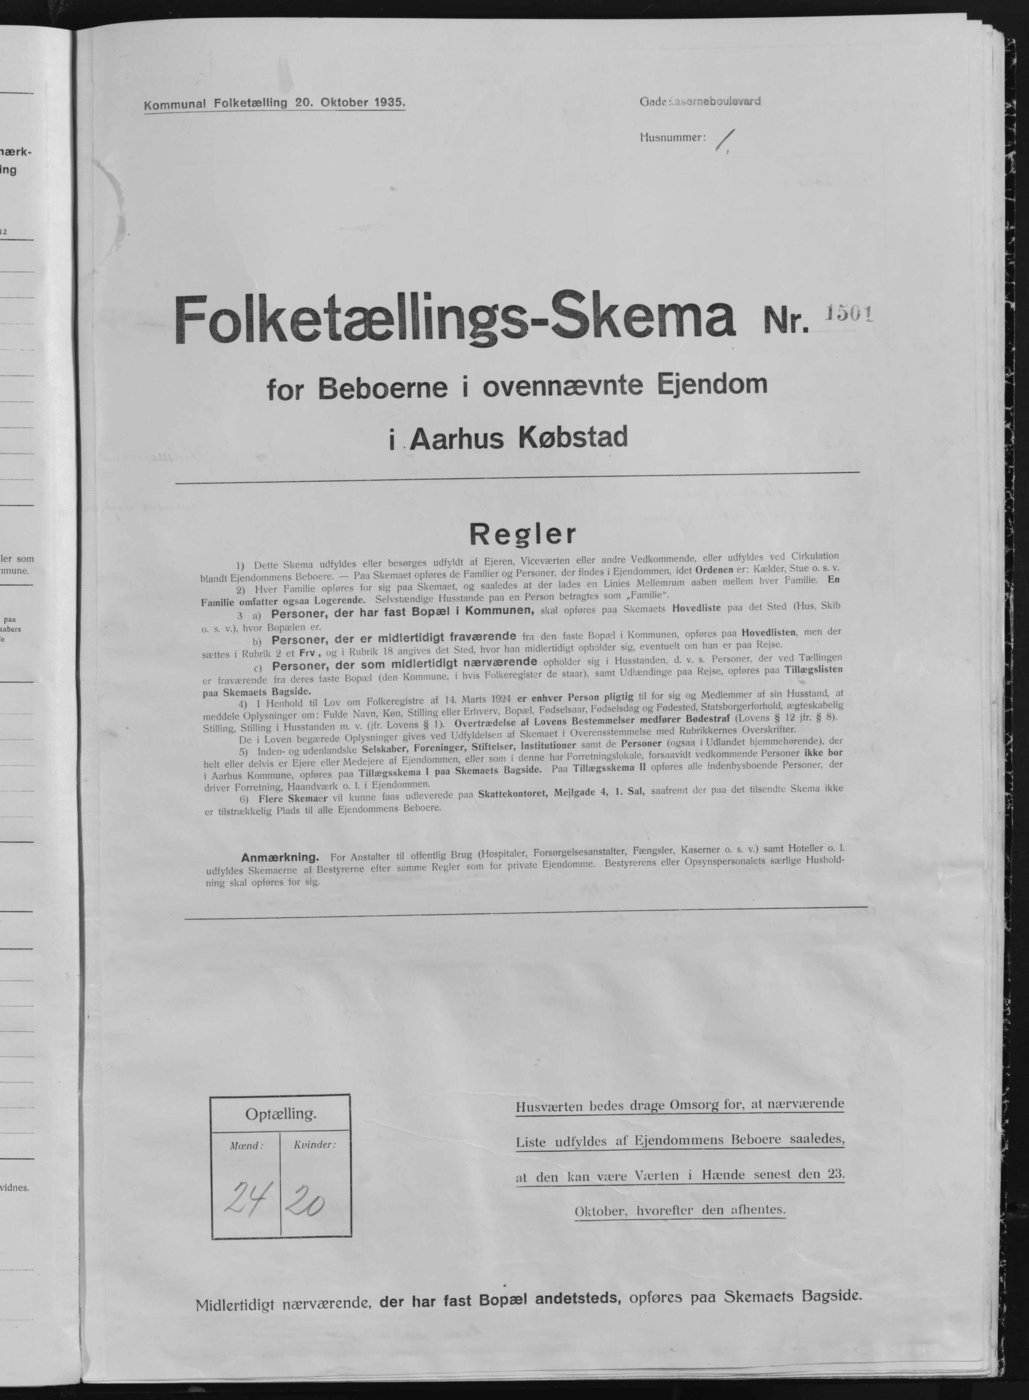 Kommunal Folketælling 20. Oktober 1935.
Gade: Kaserneboulevard
Husnummer: 1
Folketællings-Skema Nr. 1501
for Beboerne i ovennævnte Ejendom
i Aarhus Købstad
Regler
1) Dette Skema udfyldes eller besørges udfyldt af Ejeren, Viceværten eller andre Vedkommende, eller udfyldes ved Cirkulation
blandt Ejendommens Beboere. — Paa Skemaet opføres de Familier og Personer, der findes i Ejendommen, idet Ordenen er: Kælder, Stue o. s. v.
2) Hver Familie opføres for sig paa Skemaet, og saaledes at der lades en Linies Mellemrum aaben mellem hver Familie. En
Familie omfatter ogsaa Logerende. Selvstændige Husstande paa en Person betragtes som „Familie“.
3 a) Personer, der har fast Bopæl i Kommunen, skal opføres paa Skemaets Hovedliste paa det Sted (Hus, Skib
o. s. v.), hvor Bopælen er.
b) Personer, der er midlertidigt fraværende fra den faste Bopæl i Kommunen, opføres paa Hovedlisten, men der
sættes i Rubrik 2 et Frv., og i Rubrik 18 angives det Sted, hvor han midlertidigt opholder sig, eventuelt om han er paa Rejse.
c) Personer, der som midlertidigt nærværende opholder sig i Husstanden, d. v. s. Personer, der ved Tællingen
er fraværende fra deres faste Bopæl (den Kommune, i hvis Folkeregister de staar), samt Udlændinge paa Rejse, opføres paa Tillægslisten
paa Skemaets Bagside.
4) I Henhold til Lov om Folkeregistre af 14. Marts 1924 er enhver Person pligtig til for sig og Medlemmer af sin Husstand, at
meddele Oplysninger om: Fulde Navn, Køn, Stilling eller Erhverv, Bopæl, Fødselsaar, Fødselsdag og Fødested, Statsborgerforhold, ægteskabelig
Stilling, Stilling i Husstanden m. v. (jfr. Lovens § 1). Overtrædelse af Lovens Bestemmelser medfører Bødestraf (Lovens § 12 jfr. § 8).
De i Loven begærede Oplysninger gives ved Udfyldelsen af Skemaet i Overensstemmelse med Rubrikkernes Overskrifter.
5) Inden- og udenlandske Selskaber, Foreninger, Stiftelser, Institutioner samt de Personer (ogsaa i Udlandet hjemmehørende), der
helt eller delvis er Ejere eller Medejere af Ejendommen, eller som i denne har Forretningslokale, forsaavidt vedkommende Personer ikke bor
i Aarhus Kommune, opføres paa Tillægsskema I paa Skemaets Bagside. Paa Tillægsskema II opføres alle indenbysboende Personer, der
driver Forretning, Haandværk o. l. i Ejendommen.
6) Flere Skemaer vil kunne faas udleverede paa Skattekontoret, Mejlgade 4, 1. Sal, saafremt der paa det tilsendte Skema ikke
er tilstrækkelig Plads til alle Ejendommens Beboere.
Anmærkning. For Anstalter til offentlig Brug (Hospitaler, Forsørgelsesanstalter, Fængsler, Kaserner o. s. v.) samt Hoteller o. l.
udfyldes Skemaerne af Bestyrerne efter samme Regler som for private Ejendomme. Bestyrerens eller Opsynspersonalets særlige Hushold-
ning skal opføres for sig.
Optælling.
Mænd: Kvinder:
24 20
Husværten bedes drage Omsorg for, at nærværende
Liste udfyldes af Ejendommens Beboere saaledes,
at den kan være Værten i Hænde senest den 23.
Oktober, hvorefter den afhentes.
Midlertidigt nærværende, der har fast Bopæl andetsteds, opføres paa Skemaets Bagside.